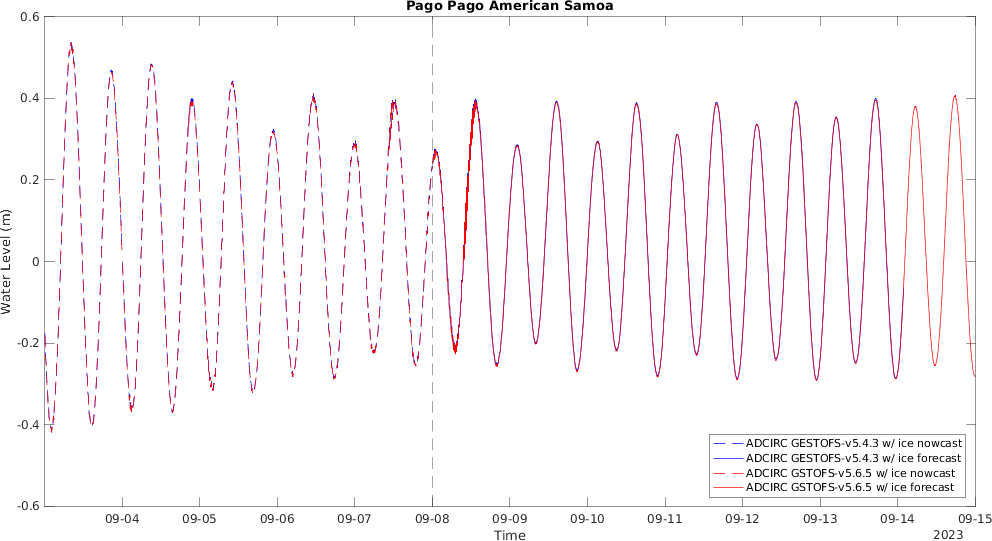 Pago Pago American Samoa
0.6
0.4
0.2
0
-0.2
-0.4
-0.6
Water Level (m)
ADCIRC GESTOFS-v5.4.3 w/ ice nowcast
ADCIRC GESTOFS-v5.4.3 w/ ice forecast
ADCIRC GSTOFS-v5.6.5 w/ ice nowcast
ADCIRC GSTOFS-v5.6.5 w/ ice forecast
09-04 09-05 09-06 09-07 09-08 09-09 09-10 09-11 09-12 09-13 09-14 09-15
Time
2023